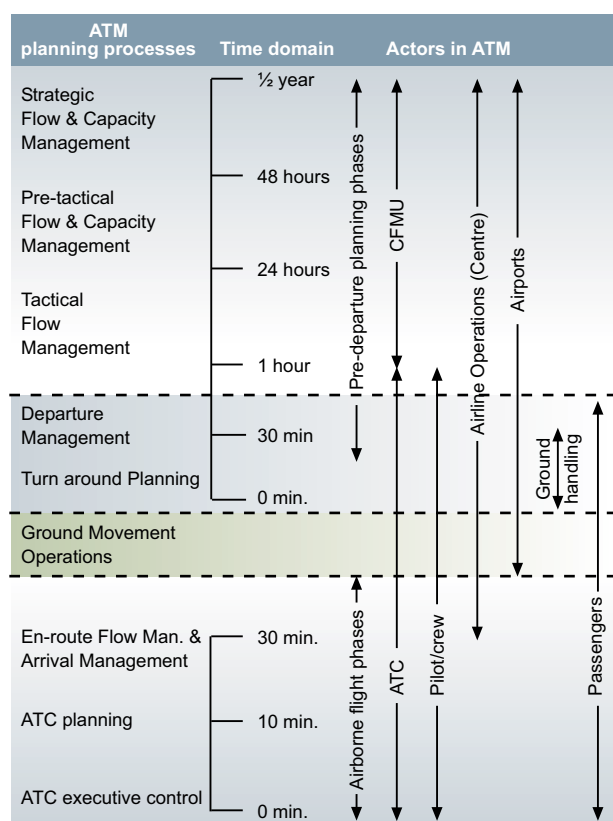 ATM
planning processes
Time domain
Actors in ATM
Strategic
Flow & Capacity
Management
Pre-tactical
Flow & Capacity
Management
Tactical
Flow
Management
Departure
Management
Turn around Planning
Ground Movement
Operations
En-route Flow Man. &
Arrival Management
ATC planning
ATC executive control
½ year
48 hours
24 hours
1 hour
30 min
0 min.
30 min.
10 min.
0 min.
Pre-departure planning phases
Airborne flight phases
CFMU
ATC
Pilot/crew
Airline Operations (Centre)
Airports
Ground
handling
Passengers